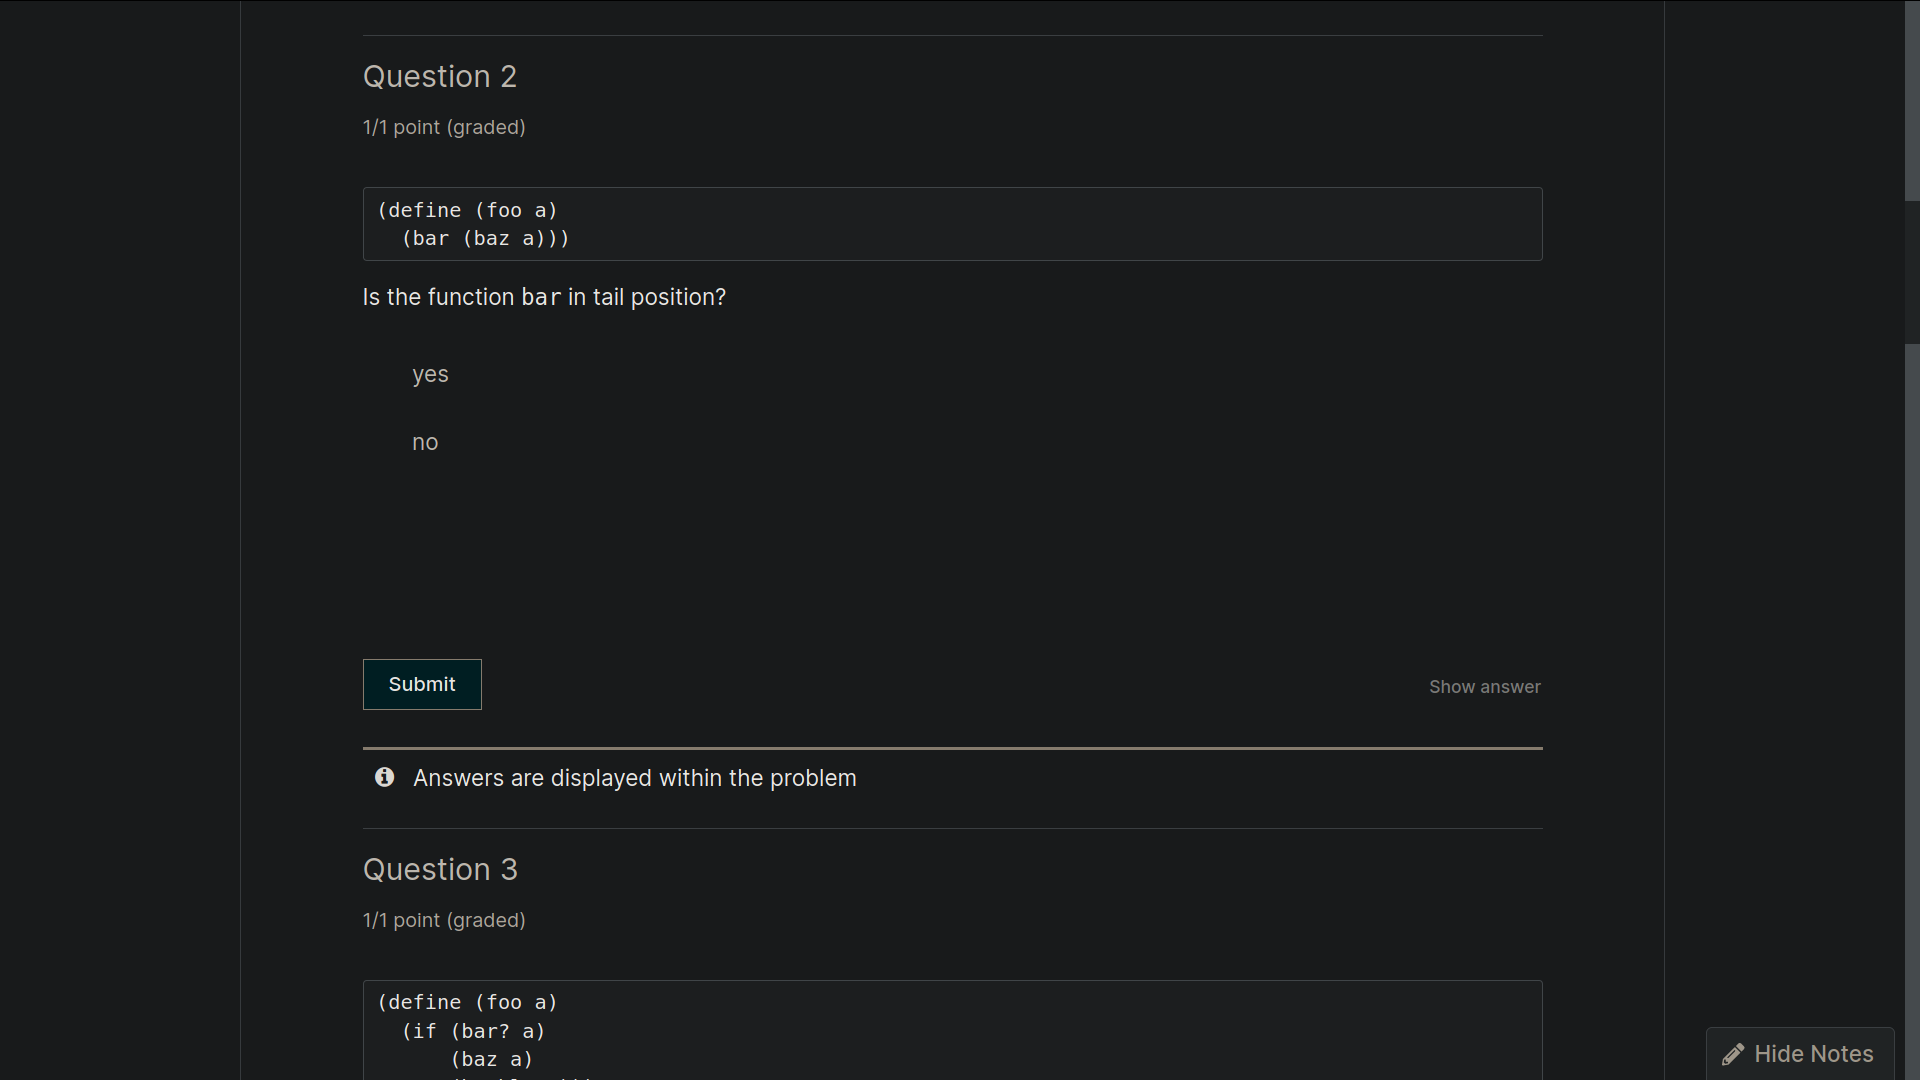 Question 2
1/1 point (graded)
(define (foo a)
  (bar (baz a)))
Is the function bar in tail position?
yes
no
Submit
Show answer
Answers are displayed within the problem
Question 3
1/1 point (graded)
(define (foo a)
  (if (bar? a)
      (baz a)
Hide Notes